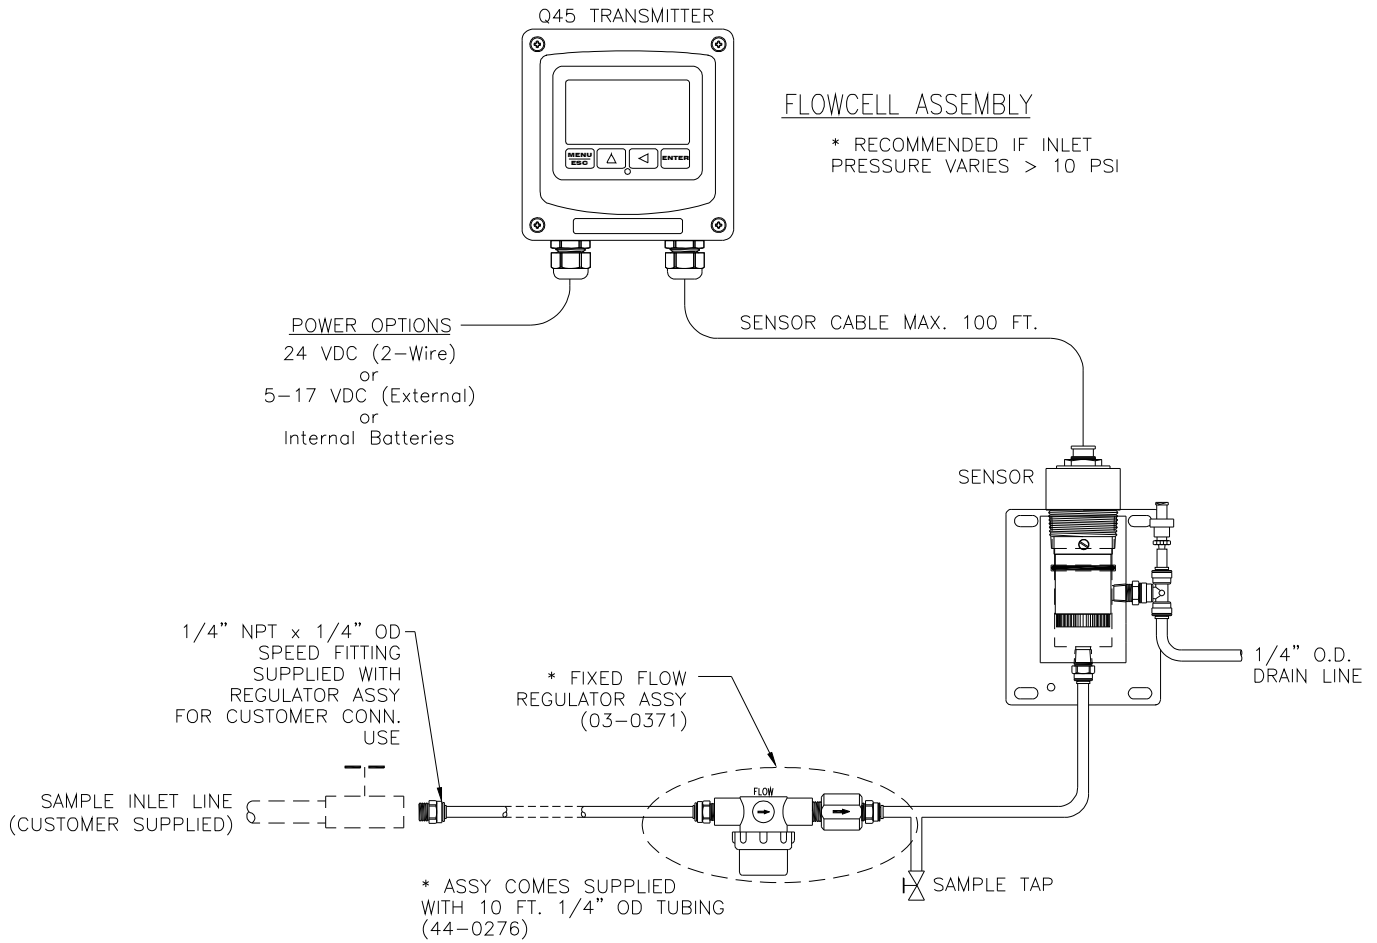 Q45 TRANSMITTER
MENU
ESC
ENTER
FLOWCELL ASSEMBLY
* RECOMMENDED IF INLET
PRESSURE VARIES > 10 PSI
POWER OPTIONS
24 VDC (2-Wire)
or
5-17 VDC (External)
or
Internal Batteries
SENSOR CABLE MAX. 100 FT.
SENSOR
1/4" O.D.
DRAIN LINE
1/4" NPT x 1/4" OD
SPEED FITTING
SUPPLIED WITH
REGULATOR ASSY
FOR CUSTOMER CONN.
USE
* FIXED FLOW
REGULATOR ASSY
(03-0371)
SAMPLE INLET LINE
(CUSTOMER SUPPLIED)
FLOW
* ASSY COMES SUPPLIED
WITH 10 FT. 1/4" OD TUBING
(44-0276)
SAMPLE TAP